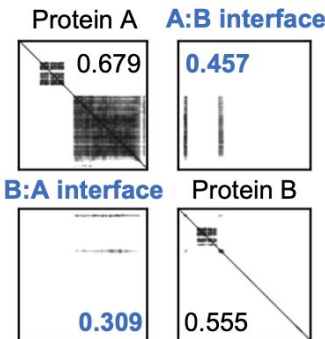 Protein A A:B interface
0.679 0.457
B:A interface Protein B
0.309 0.555